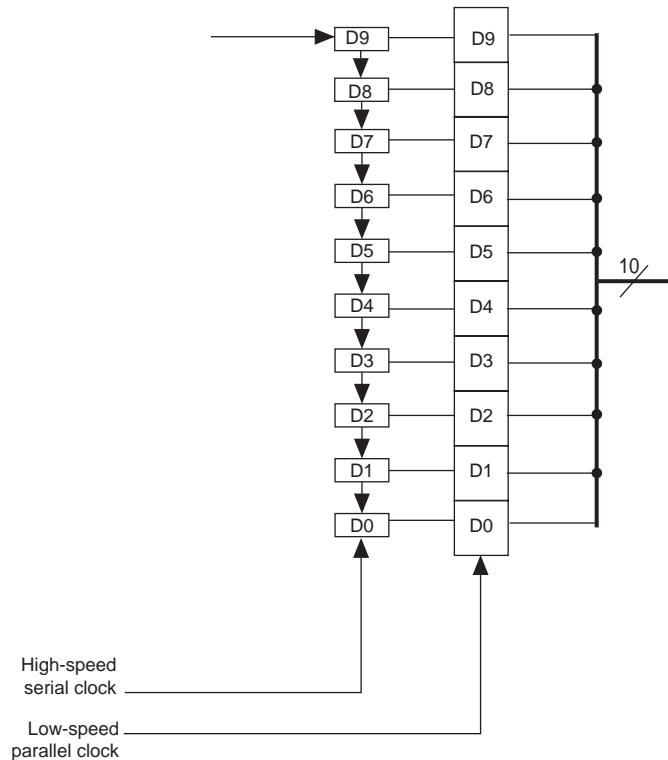 D9 D9
D8 D8
D7 D7
D6 D6
D5 D5
10
D4 D4
D3 D3
D2 D2
D1 D1
D0 D0
High-speed
serial clock
Low-speed
parallel clock